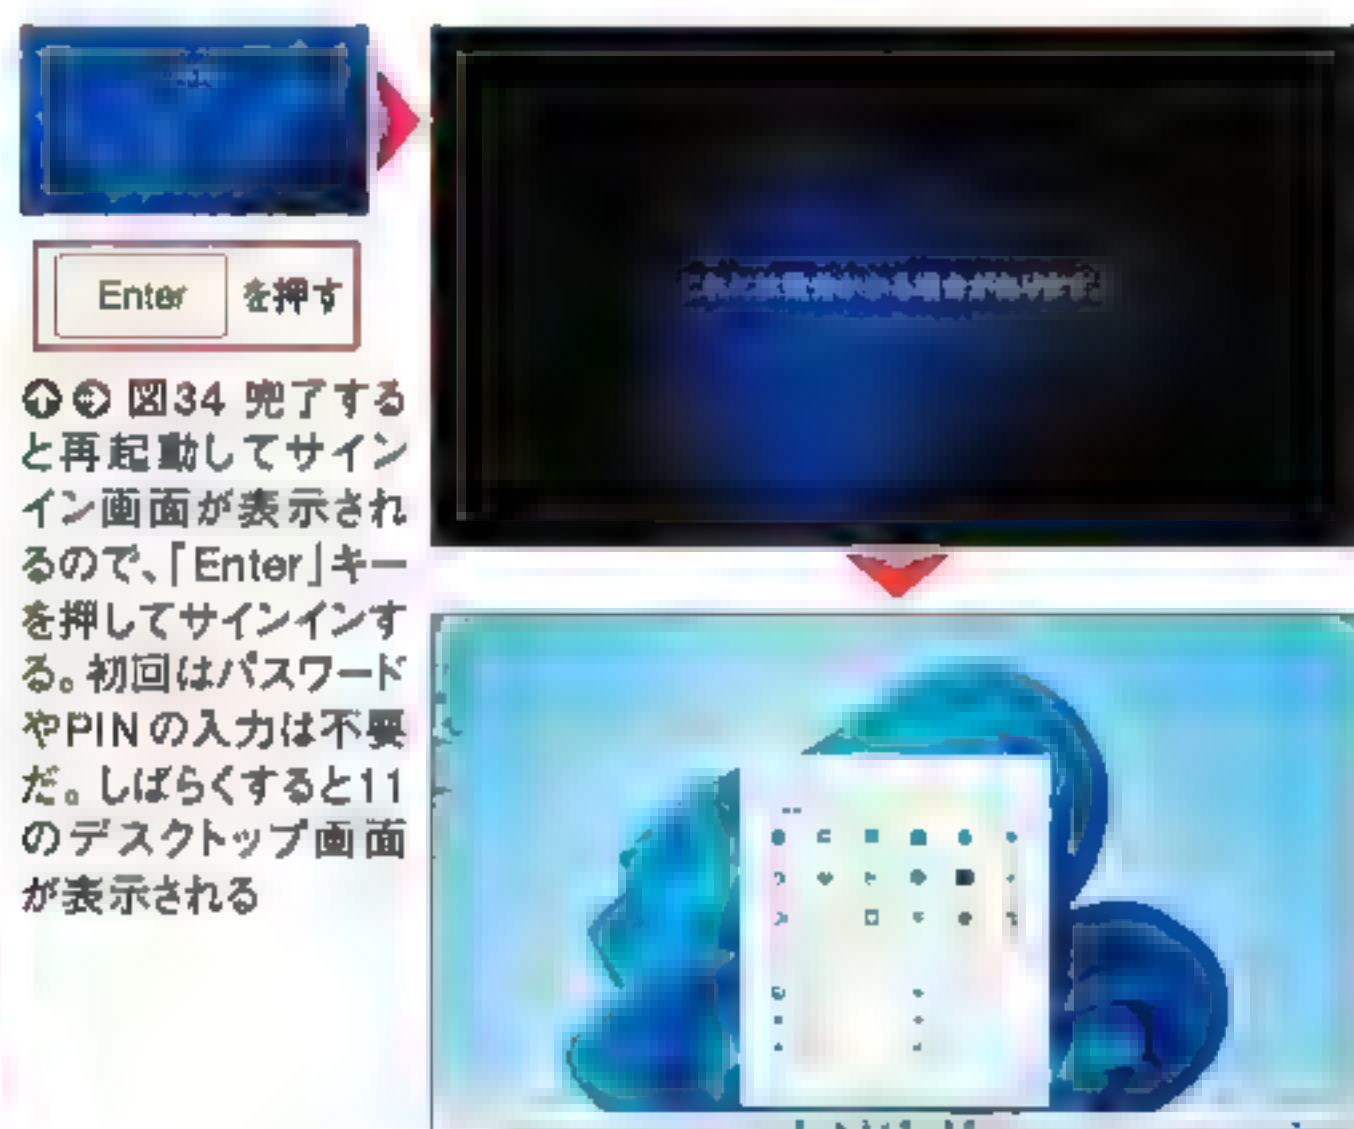 Enter を押す
図34 完了する
と再起動してサイン
イン画面が表示され
るので、「Enter」キー
を押してサインインす
る。初回はパスワード
やPINの入力は不要
だ。しばらくすると11
のデスクトップ画面
が表示される